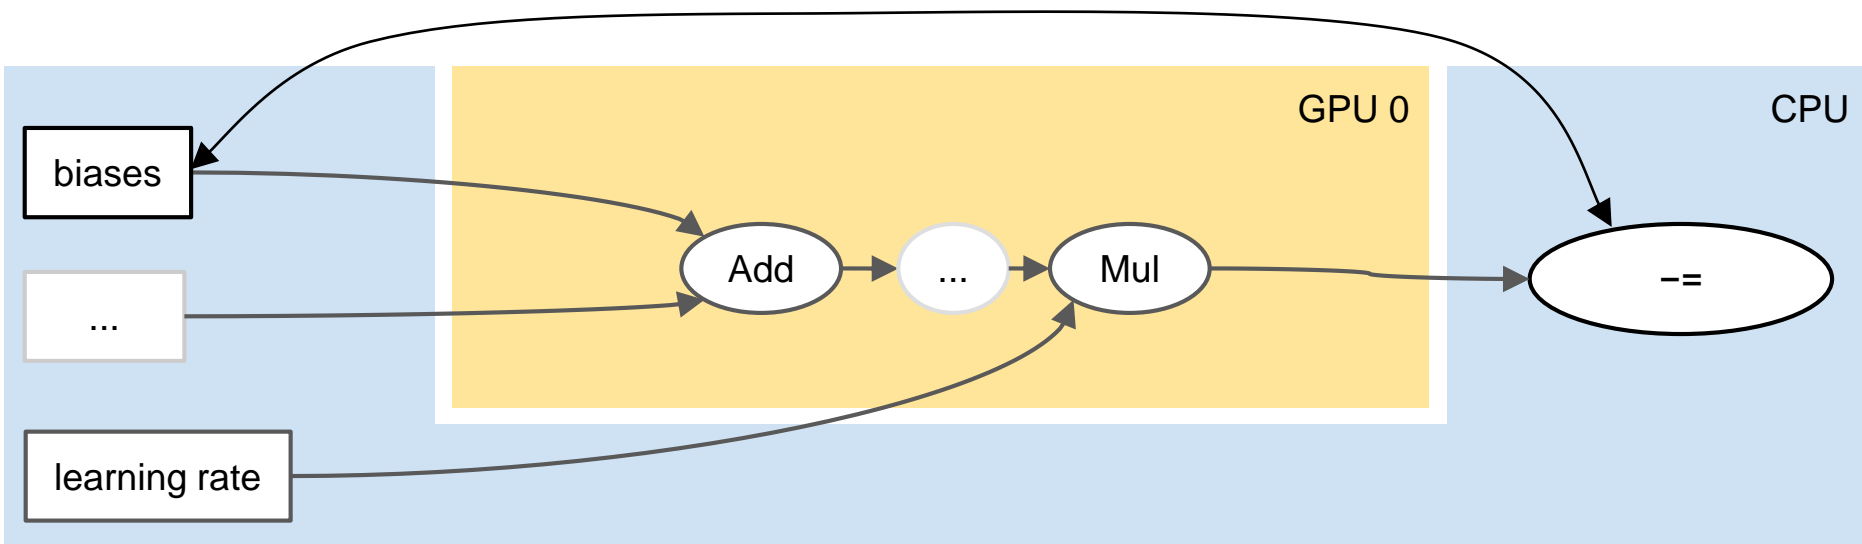 GPU 0
CPU
biases
Add
...
Mul
−=
...
learning rate